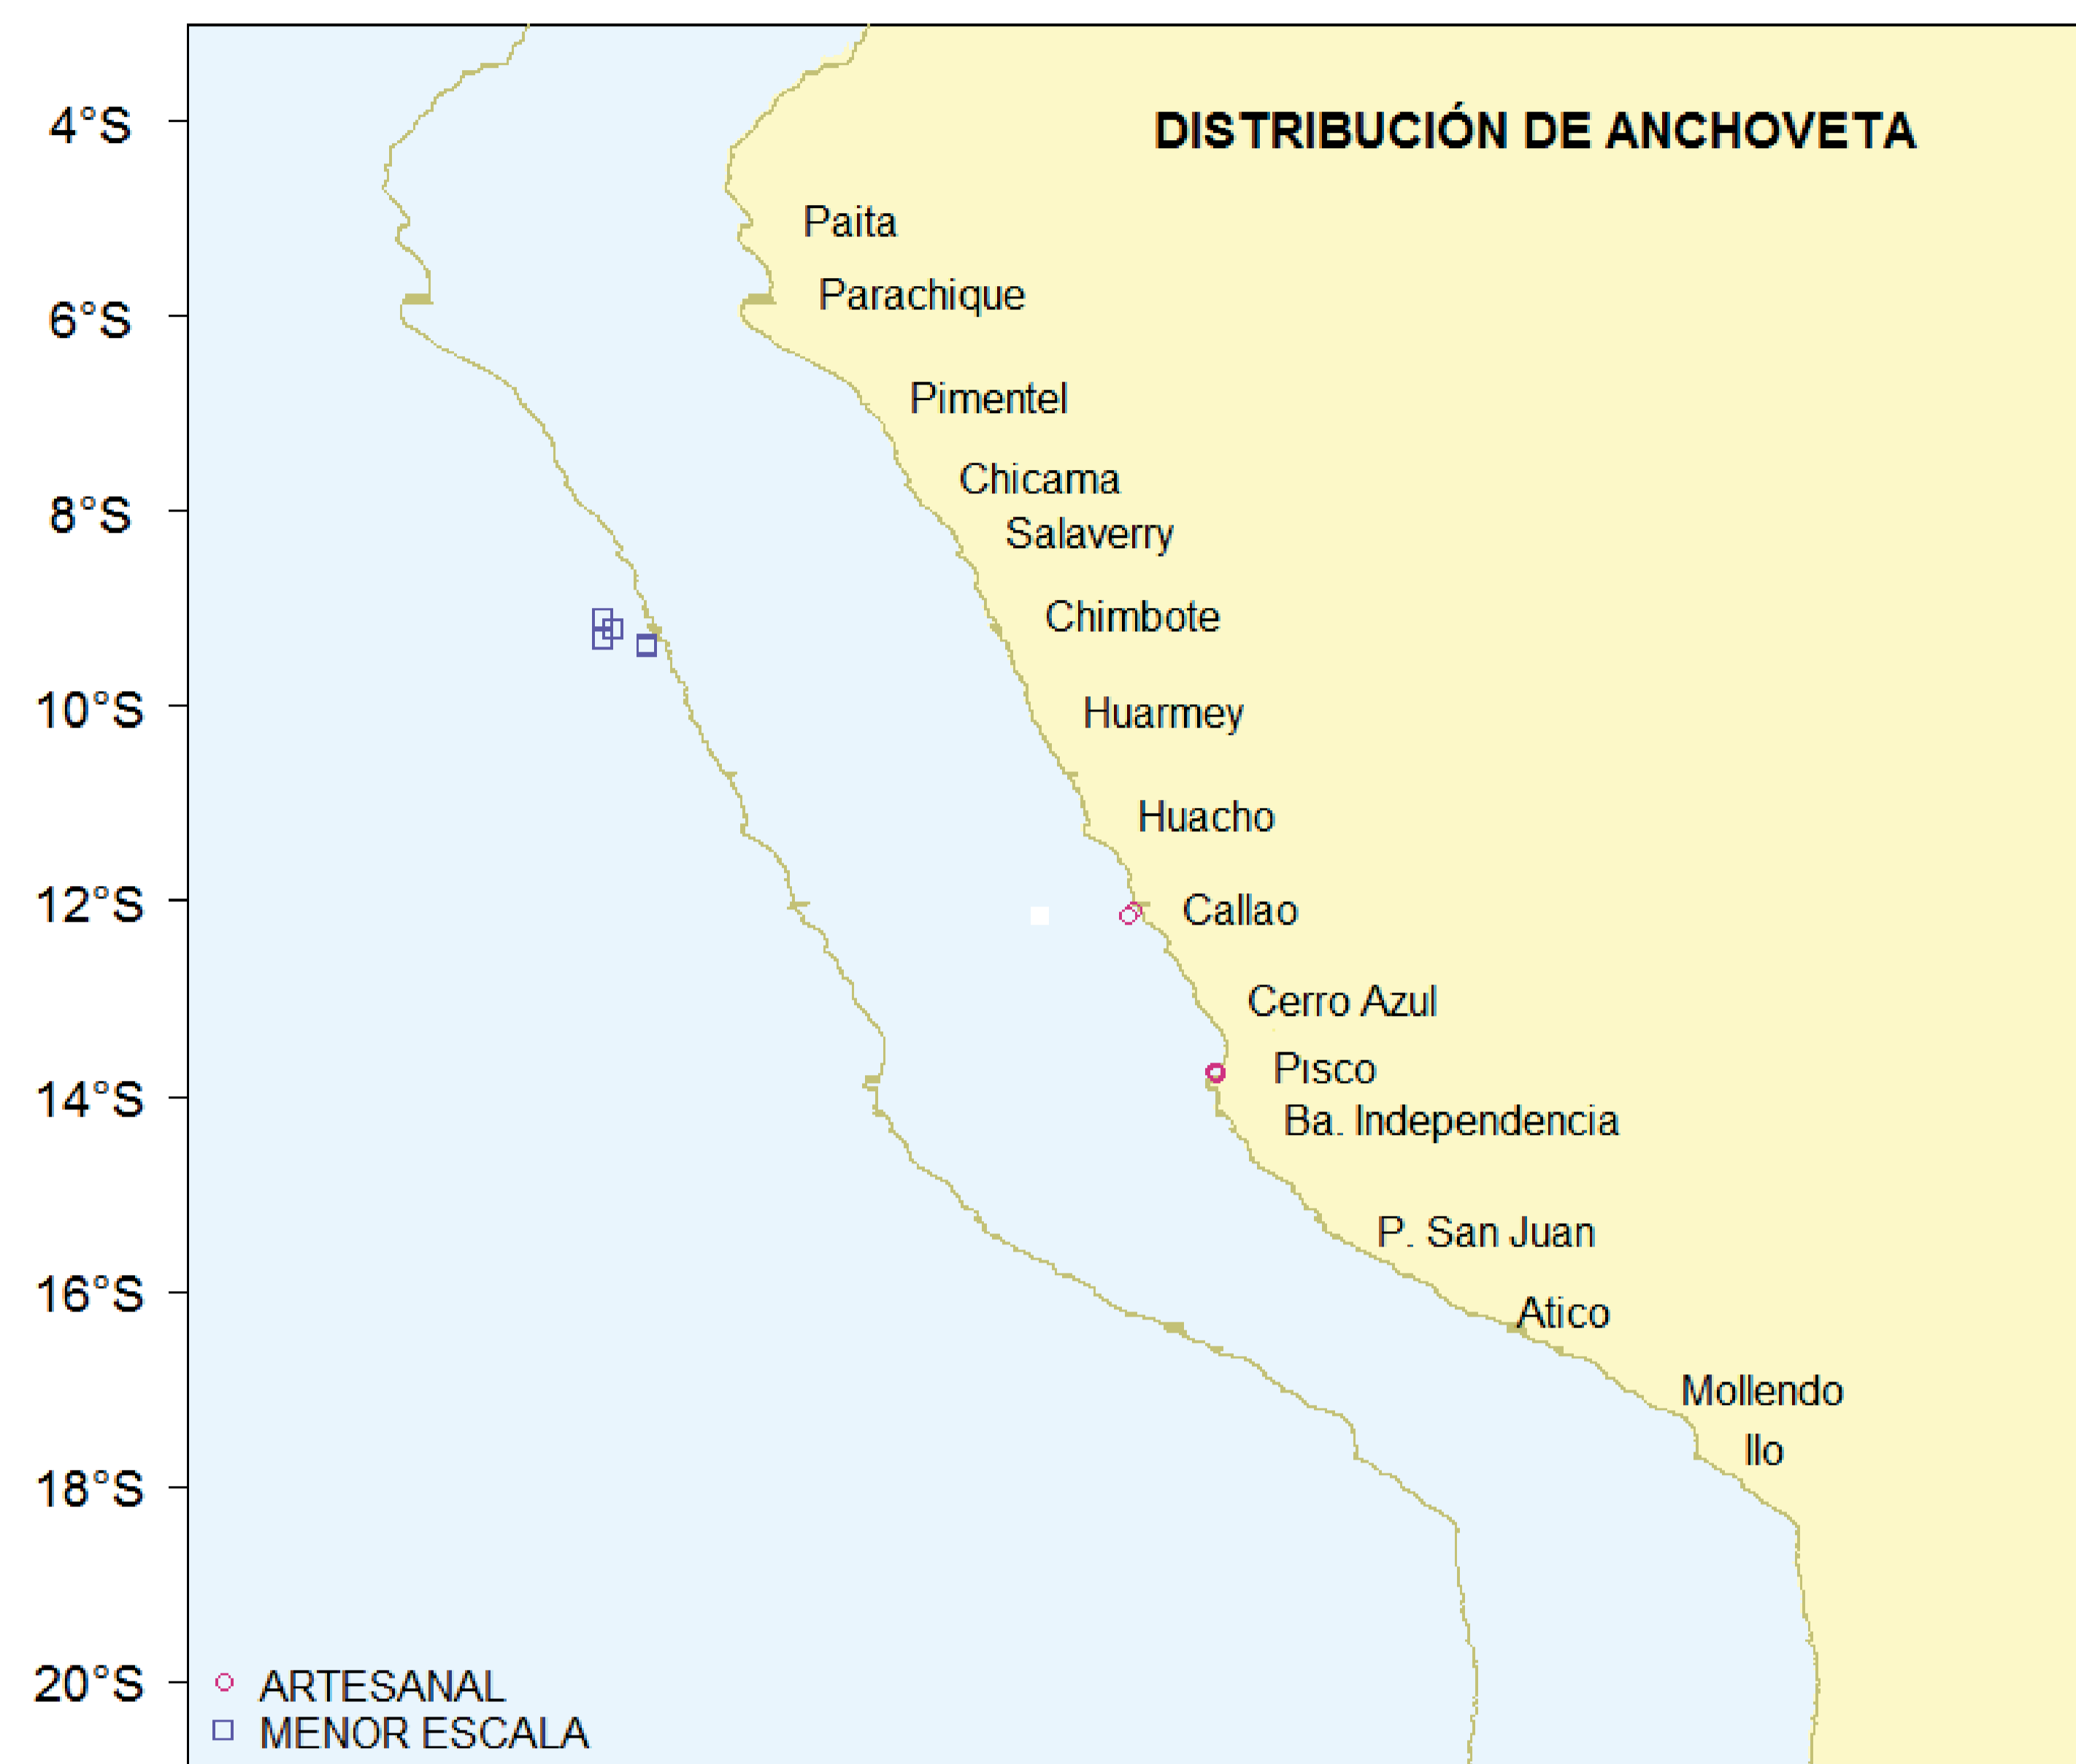 DISTRIBUCIÓN DE ANCHOVETA
4°S
Paita
Parachique
6°S
Pimentel
Chicama
8°S
Salaverry
Chimbote
10°S
Huarmey
Huacho
12°S
Callao
Cerro Azul
Pisco
14°S
Ba. Independencia
P. San Juan
16°S
Atico
Mollendo
Ilo
18°S
20°S
ARTESANAL
MENOR ESCALA